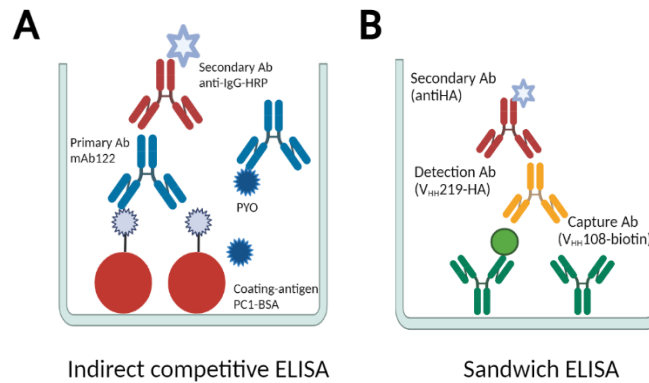 A
Secondary Ab
anti-IgG-HRP
Primary Ab
mAb122
PYO
Coating-antigen
PC1-BSA
Indirect competitive ELISA
B
Secondary Ab
(antiHA)
Detection Ab
(VHH219-HA)
Capture Ab
(VHH108-biotin)
Sandwich ELISA